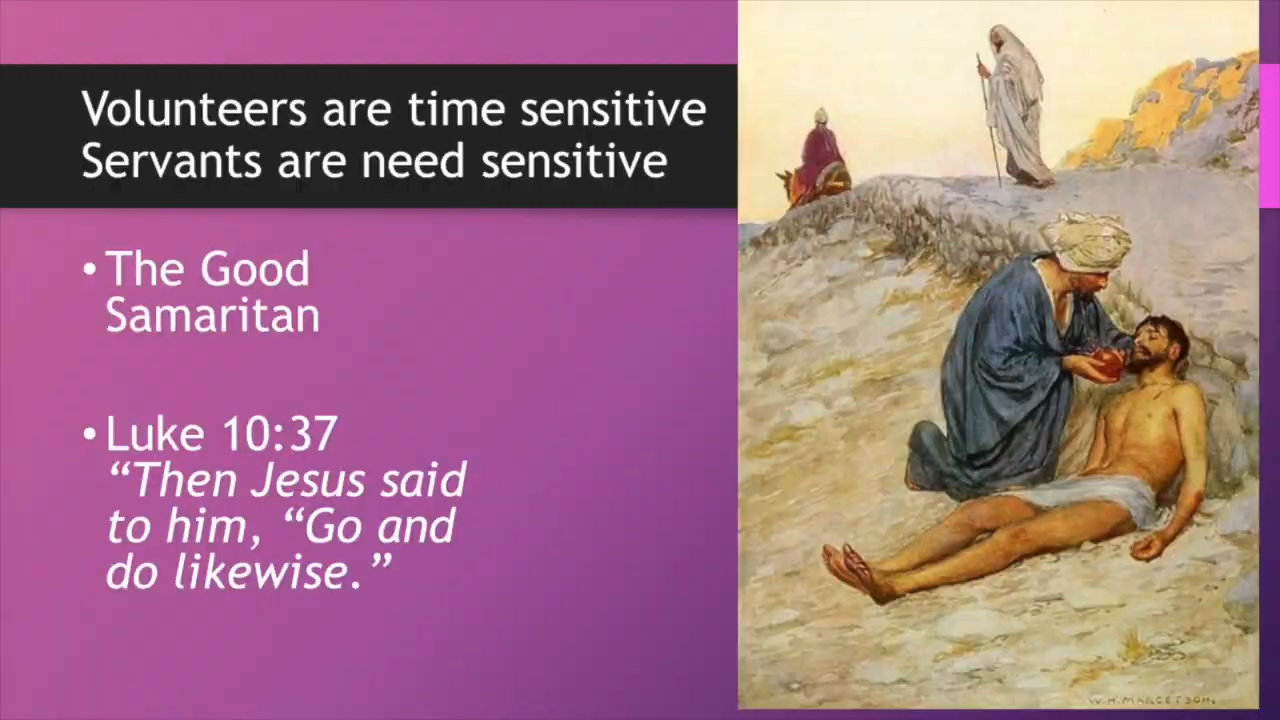 Volunteers are time sensitive
Servants are need sensitive
• The Good
Samaritan
• Luke 10:37
“Then Jesus said
to him, “Go and
do likewise.”
W.H. MARGETSON.